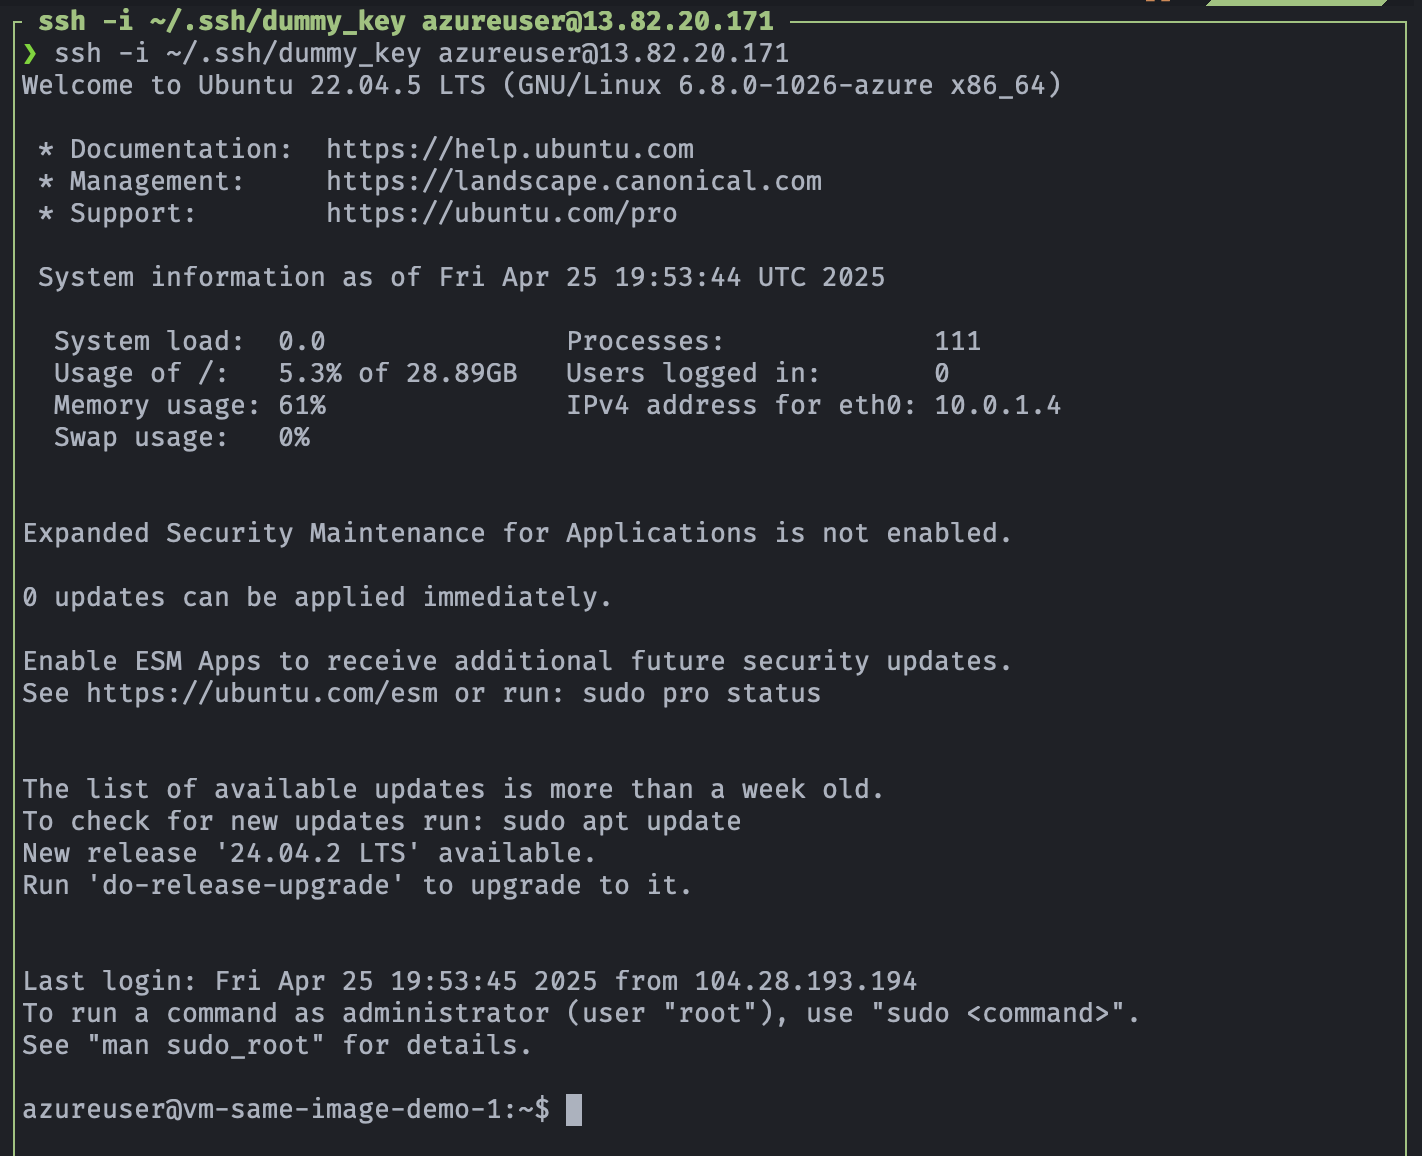 ssh -i ~/.ssh/dummy_key azureuser@13.82.20.171
❯ ssh -i ~/.ssh/dummy_key azureuser@13.82.20.171
Welcome to Ubuntu 22.04.5 LTS (GNU/Linux 6.8.0-1026-azure x86_64)

 * Documentation:  https://help.ubuntu.com
 * Management:     https://landscape.canonical.com
 * Support:        https://ubuntu.com/pro

 System information as of Fri Apr 25 19:53:44 UTC 2025

  System load:  0.0               Processes:             111
  Usage of /:   5.3% of 28.89GB   Users logged in:       0
  Memory usage: 61%               IPv4 address for eth0: 10.0.1.4
  Swap usage:   0%

Expanded Security Maintenance for Applications is not enabled.

0 updates can be applied immediately.

Enable ESM Apps to receive additional future security updates.
See https://ubuntu.com/esm or run: sudo pro status

The list of available updates is more than a week old.
To check for new updates run: sudo apt update
New release '24.04.2 LTS' available.
Run 'do-release-upgrade' to upgrade to it.

Last login: Fri Apr 25 19:53:45 2025 from 104.28.193.194
To run a command as administrator (user "root"), use "sudo <command>".
See "man sudo_root" for details.

azureuser@vm-same-image-demo-1:~$